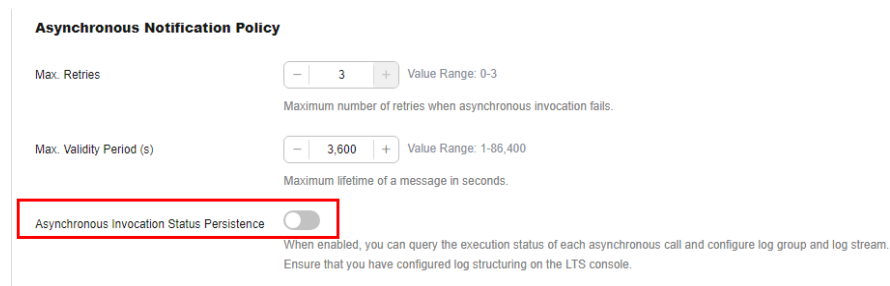 Asynchronous Notification Policy
Max. Retries − 3 + Value Range: 0-3
Maximum number of retries when asynchronous invocation fails.
Max. Validity Period (s) − 3,600 + Value Range: 1-86,400
Maximum lifetime of a message in seconds.
Asynchronous Invocation Status Persistence
When enabled, you can query the execution status of each asynchronous call and configure log group and log stream.
Ensure that you have configured log structuring on the LTS console.